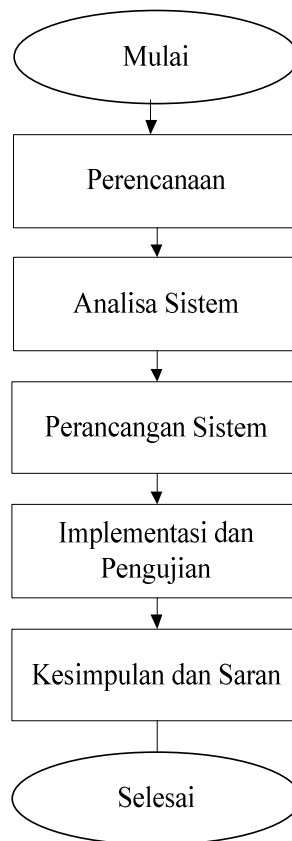 Mulai
Perencanaan
Analisa Sistem
Perancangan Sistem
Implementasi dan
Pengujian
Kesimpulan dan Saran
Selesai